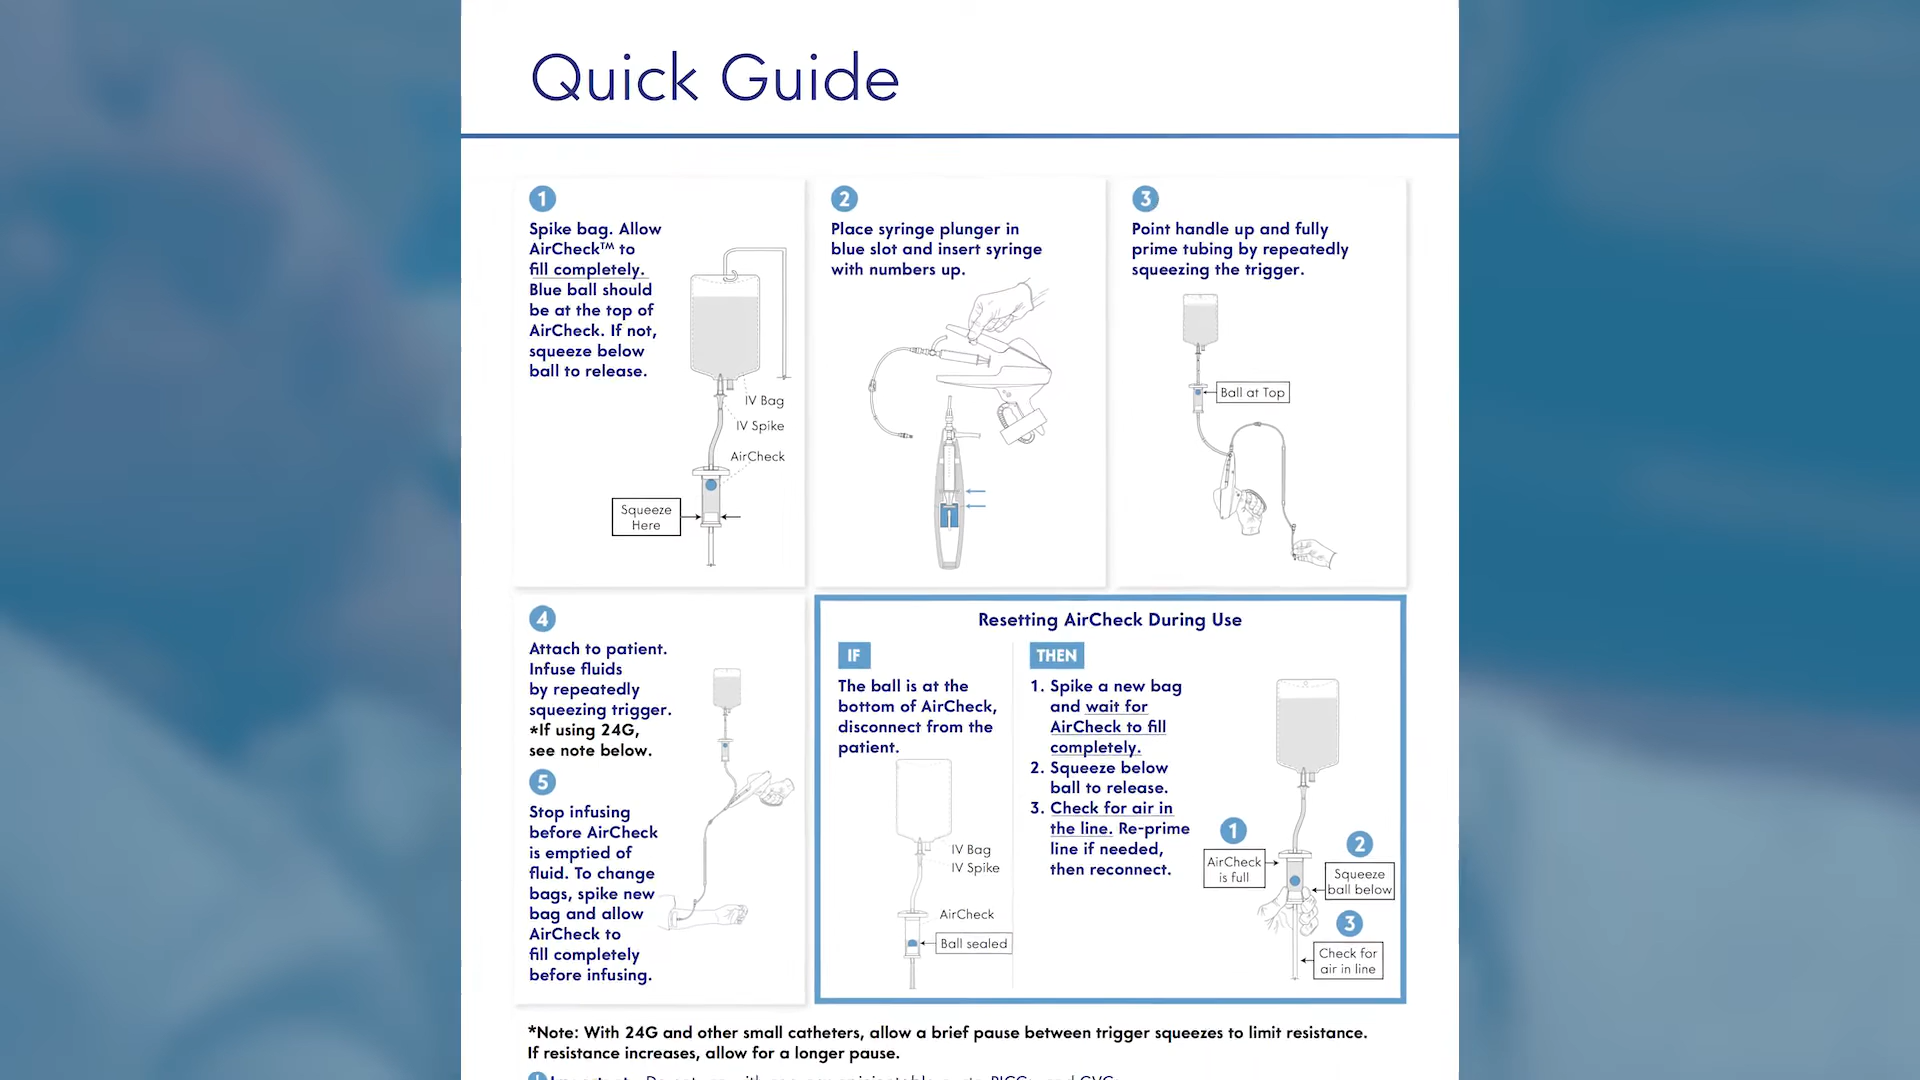 Quick Guide
1
Spike bag. Allow
AirCheck™ to
fill completely.
Blue ball should
be at the top of
AirCheck. If not,
squeeze below
ball to release.
IV Bag
IV Spike
AirCheck
Squeeze
Here
2
Place syringe plunger in
blue slot and insert syringe
with numbers up.
3
Point handle up and fully
prime tubing by repeatedly
squeezing the trigger.
Ball at Top
4
Attach to patient.
Infuse fluids
by repeatedly
squeezing trigger.
*If using 24G,
see note below.
5
Stop infusing
before AirCheck
is emptied of
fluid. To change
bags, spike new
bag and allow
AirCheck to
fill completely
before infusing.
Resetting AirCheck During Use
IF
The ball is at the
bottom of AirCheck,
disconnect from the
patient.
IV Bag
IV Spike
AirCheck
Ball sealed
THEN
1. Spike a new bag
and wait for
AirCheck to fill
completely.
2. Squeeze below
ball to release.
3. Check for air in
the line. Re-prime
line if needed,
then reconnect.
1
AirCheck
is full
2
Squeeze
ball below
3
Check for
air in line
*Note: With 24G and other small catheters, allow a brief pause between trigger squeezes to limit resistance.
If resistance increases, allow for a longer pause.